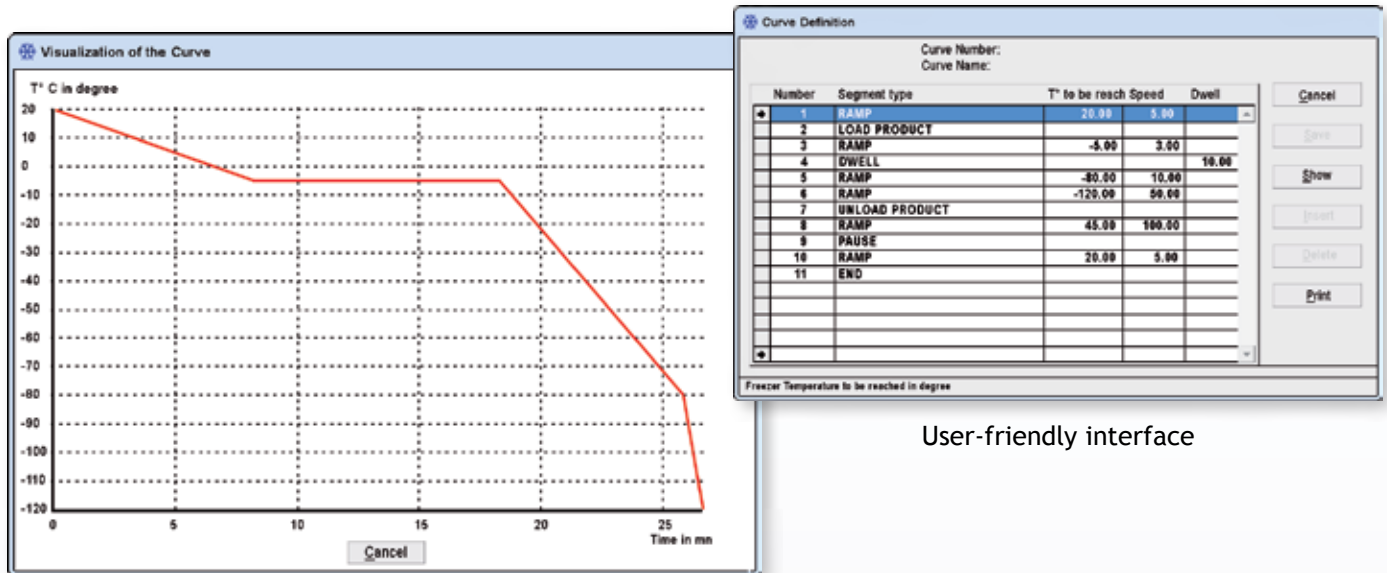 Visualization of the Curve
T° C in degree
20
10
0
-10
-20
-30
-40
-50
-60
-70
-80
-90
-100
-110
-120
0 5 10 15 20 25
Time in mn
Cancel
Curve Definition
Curve Number:
Curve Name:
Number Segment type T° to be reach Speed Dwell
1 RAMP 20.00 5.00
2 LOAD PRODUCT
3 RAMP -5.00 3.00
4 DWELL 10.00
5 RAMP -80.00 10.00
6 RAMP -120.00 50.00
7 UNLOAD PRODUCT
8 RAMP 45.00 100.00
9 PAUSE
10 RAMP 20.00 5.00
11 END
Cancel
Save
Show
Insert
Delete
Print
Freezer Temperature to be reached in degree
User-friendly interface